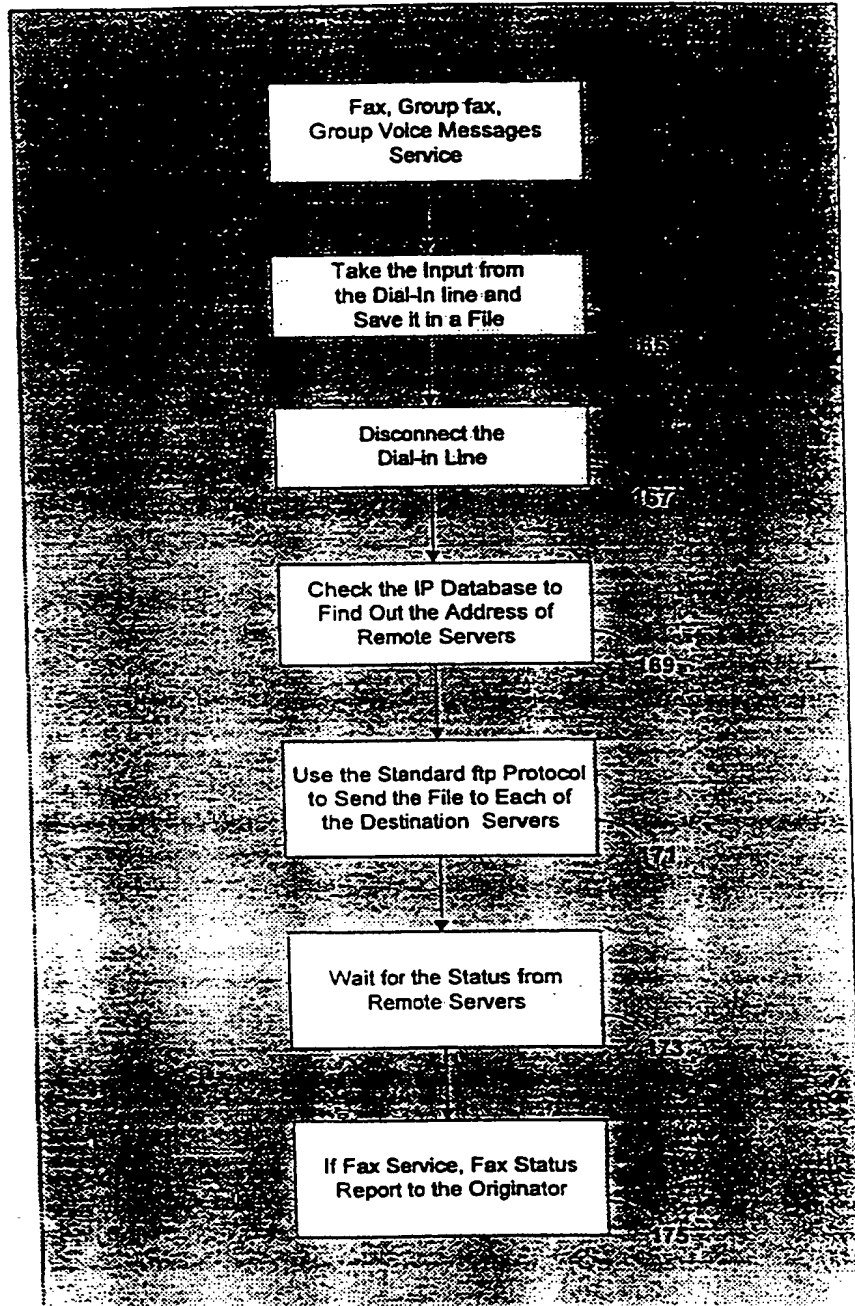 Fax, Group fax,
Group Voice Messages
Service
Take the Input from
the Dial-In line and
Save it in a File
Disconnect the
Dial-in Line
167
Check the IP Database to
Find Out the Address of
Remote Servers
169
Use the Standard ftp Protocol
to Send the File to Each of
the Destination Servers
171
Wait for the Status from
Remote Servers
173
If Fax Service, Fax Status
Report to the Originator
175